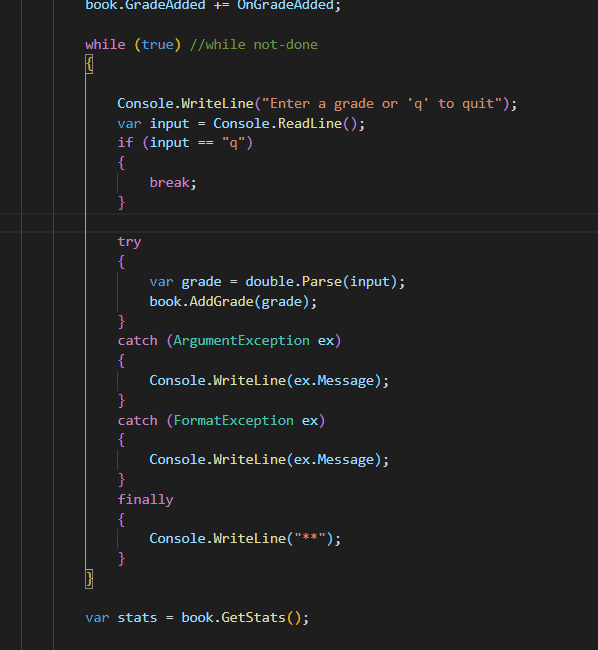 book.GradeAdded += OnGradeAdded;
while (true) //while not-done
{
Console.WriteLine("Enter a grade or 'q' to quit");
var input = Console.ReadLine();
if (input == "q")
{
break;
}
try
{
var grade = double.Parse(input);
book.AddGrade(grade);
}
catch (ArgumentException ex)
{
Console.WriteLine(ex.Message);
}
catch (FormatException ex)
{
Console.WriteLine(ex.Message);
}
finally
{
Console.WriteLine("**");
}
}
var stats = book.GetStats();